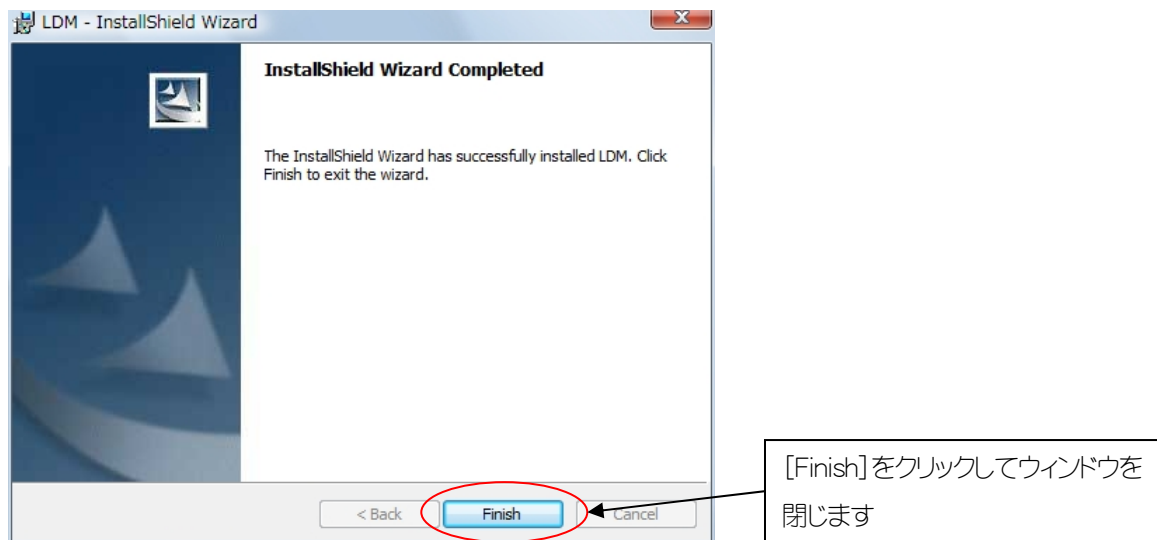 LDM - InstallShield Wizard
X
InstallShield Wizard Completed
The InstallShield Wizard has successfully installed LDM. Click
Finish to exit the wizard.
< Back
Finish
Cancel
[Finish]をクリックしてウィンドウを
閉じます